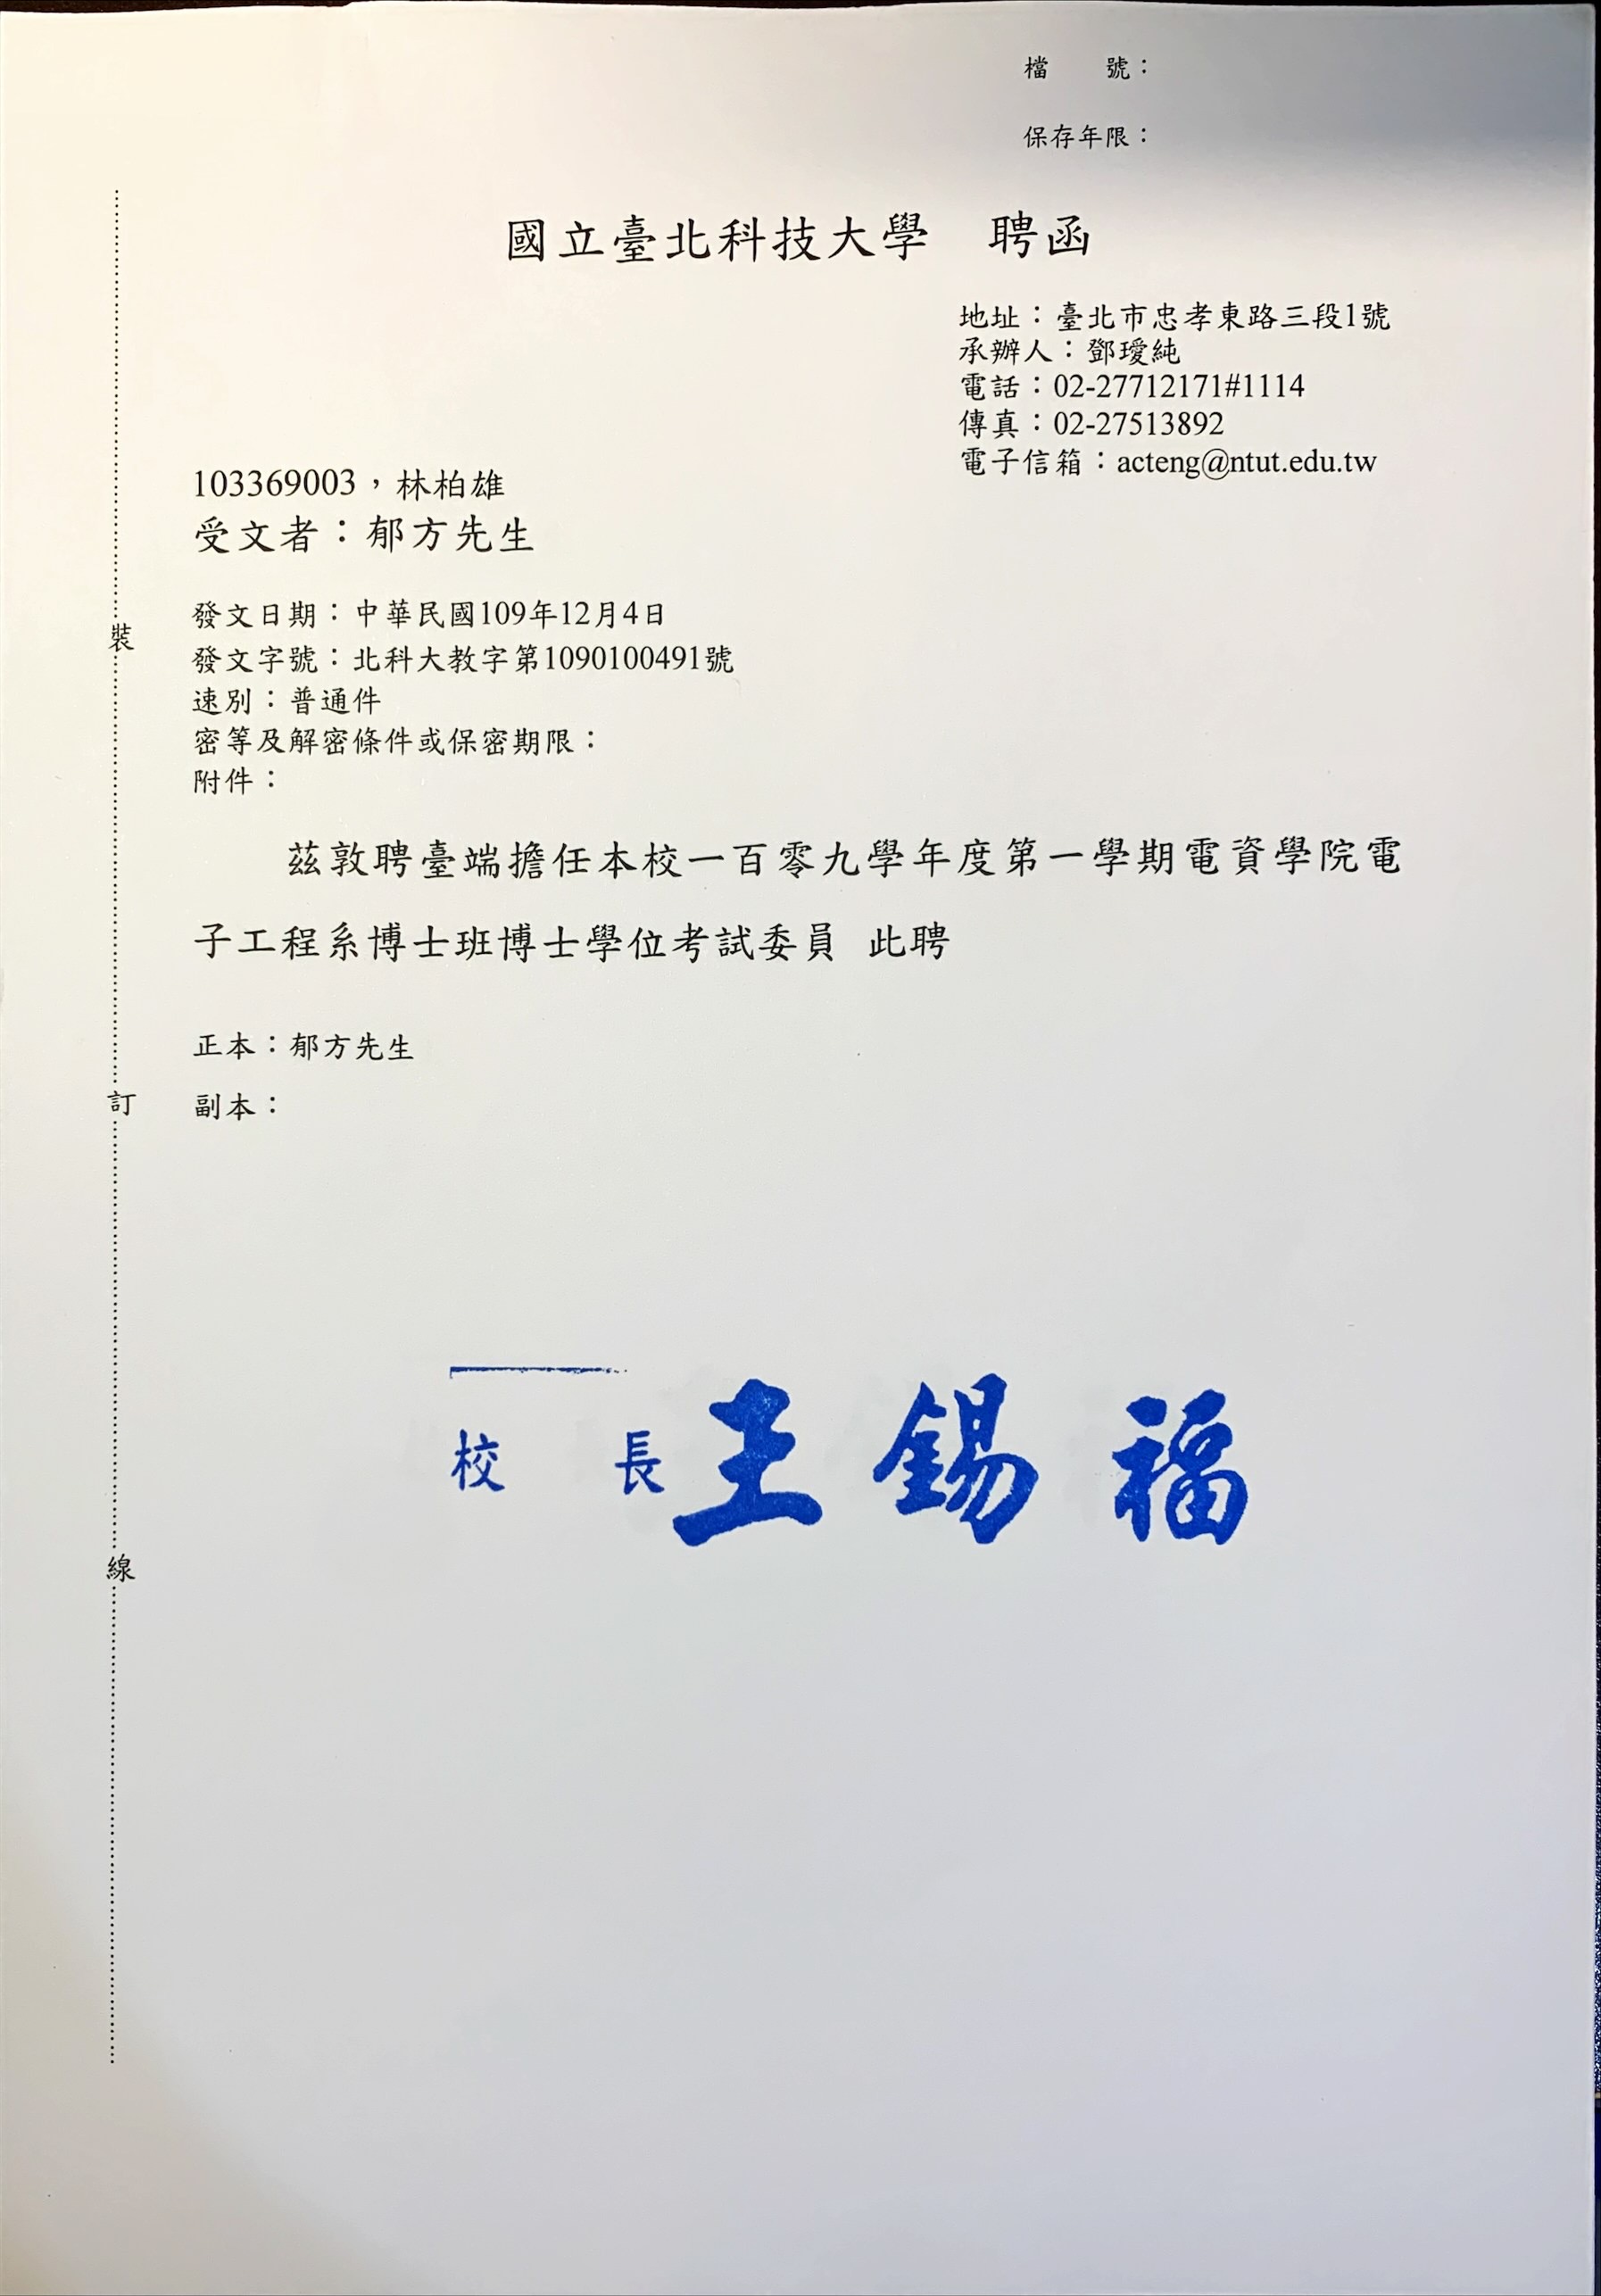 檔　　號：
保存年限：
國立臺北科技大學　聘函
地址：臺北市忠孝東路三段1號
承辦人：鄧璦純
電話：02-27712171#1114
傳真：02-27513892
電子信箱：acteng@ntut.edu.tw
103369003，林柏雄
受文者：郁方先生
發文日期：中華民國109年12月4日
發文字號：北科大教字第1090100491號
速別：普通件
密等及解密條件或保密期限：
附件：
茲敦聘臺端擔任本校一百零九學年度第一學期電資學院電
子工程系博士班博士學位考試委員 此聘
正本：郁方先生
副本：
校　長 王錫福
裝
訂
線